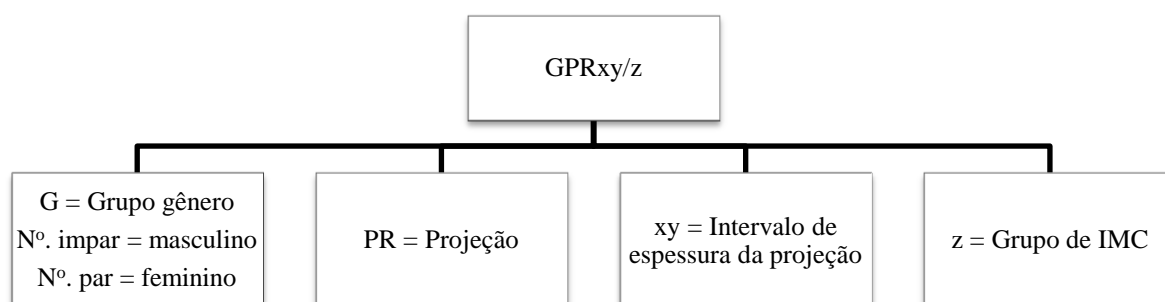 GPRxy/z
G = Grupo gênero
Nº. impar = masculino
Nº. par = feminino
PR = Projeção
xy = Intervalo de
espessura da projeção
z = Grupo de IMC